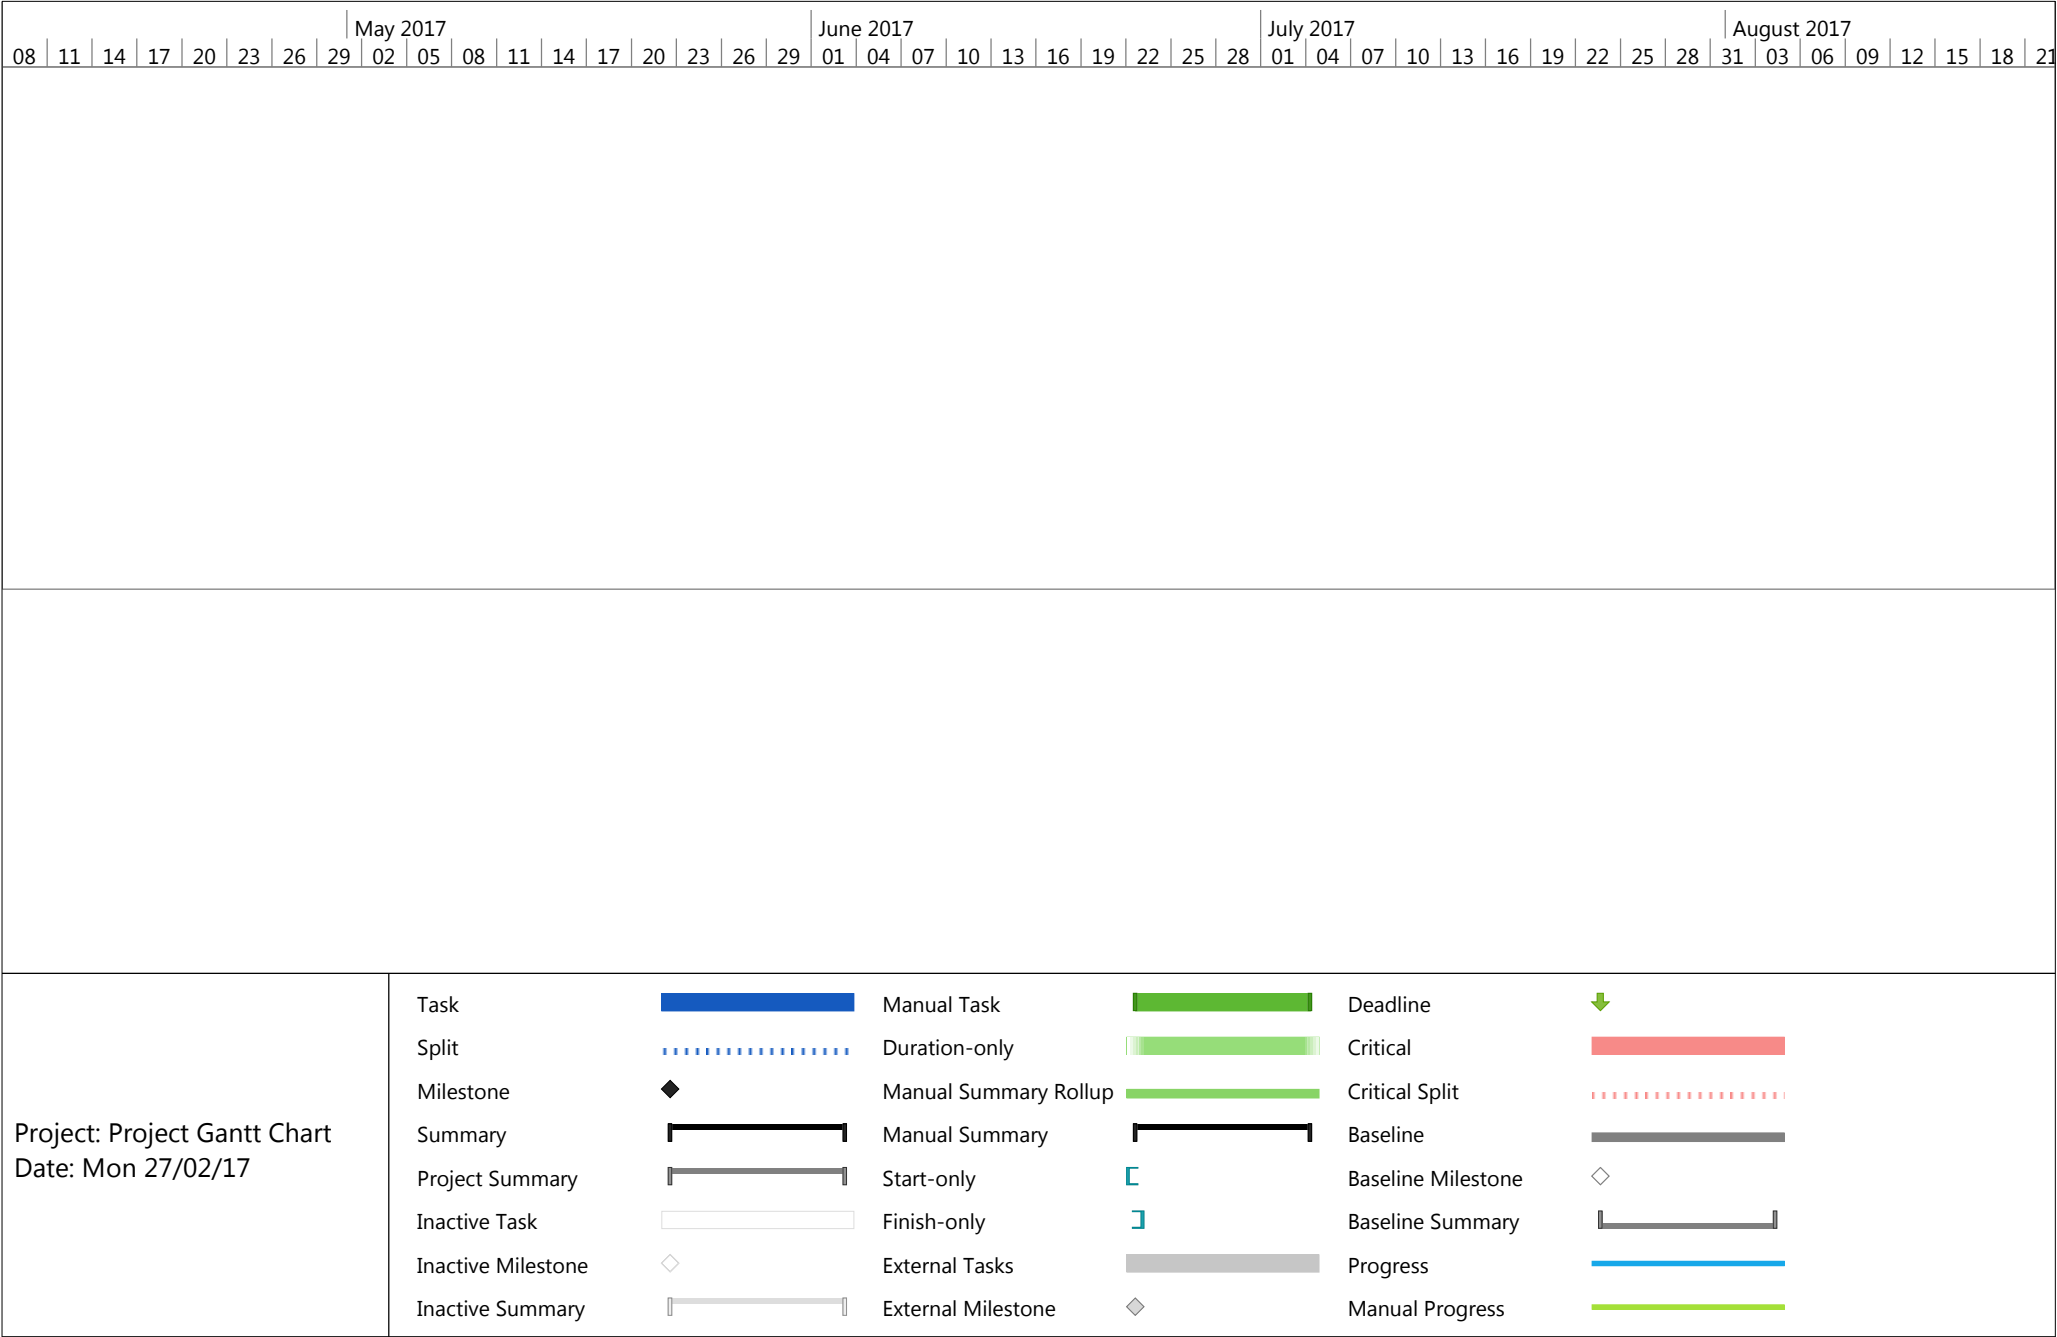 May 2017 June 2017 July 2017 August 2017
08 11 14 17 20 23 26 29 02 05 08 11 14 17 20 23 26 29 01 04 07 10 13 16 19 22 25 28 01 04 07 10 13 16 19 22 25 28 31 03 06 09 12 15 18 21
Project: Project Gantt Chart
Date: Mon 27/02/17
Task
Split
Milestone
Summary
Project Summary
Inactive Task
Inactive Milestone
Inactive Summary
Manual Task
Duration-only
Manual Summary Rollup
Manual Summary
Start-only
Finish-only
External Tasks
External Milestone
Deadline
Critical
Critical Split
Baseline
Baseline Milestone
Baseline Summary
Progress
Manual Progress